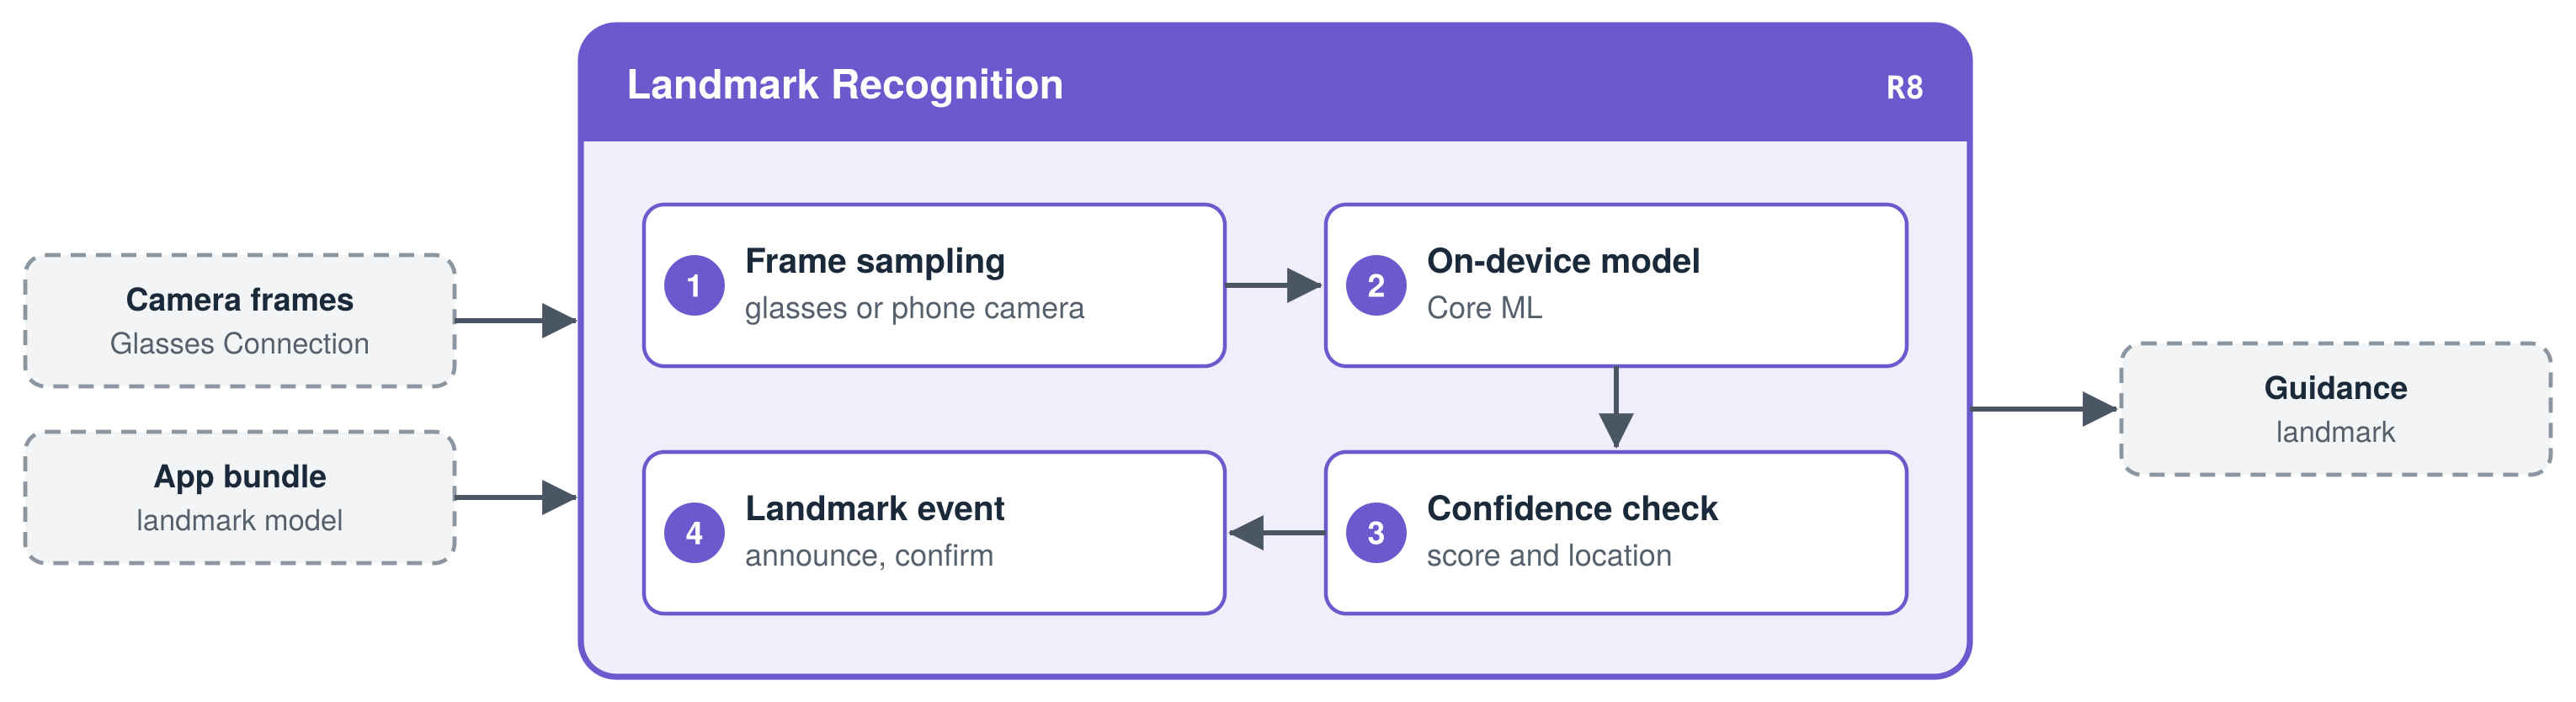 Landmark Recognition
R8
Camera frames
Glasses Connection
App bundle
landmark model
1
Frame sampling
glasses or phone camera
2
On-device model
Core ML
3
Confidence check
score and location
4
Landmark event
announce, confirm
Guidance
landmark